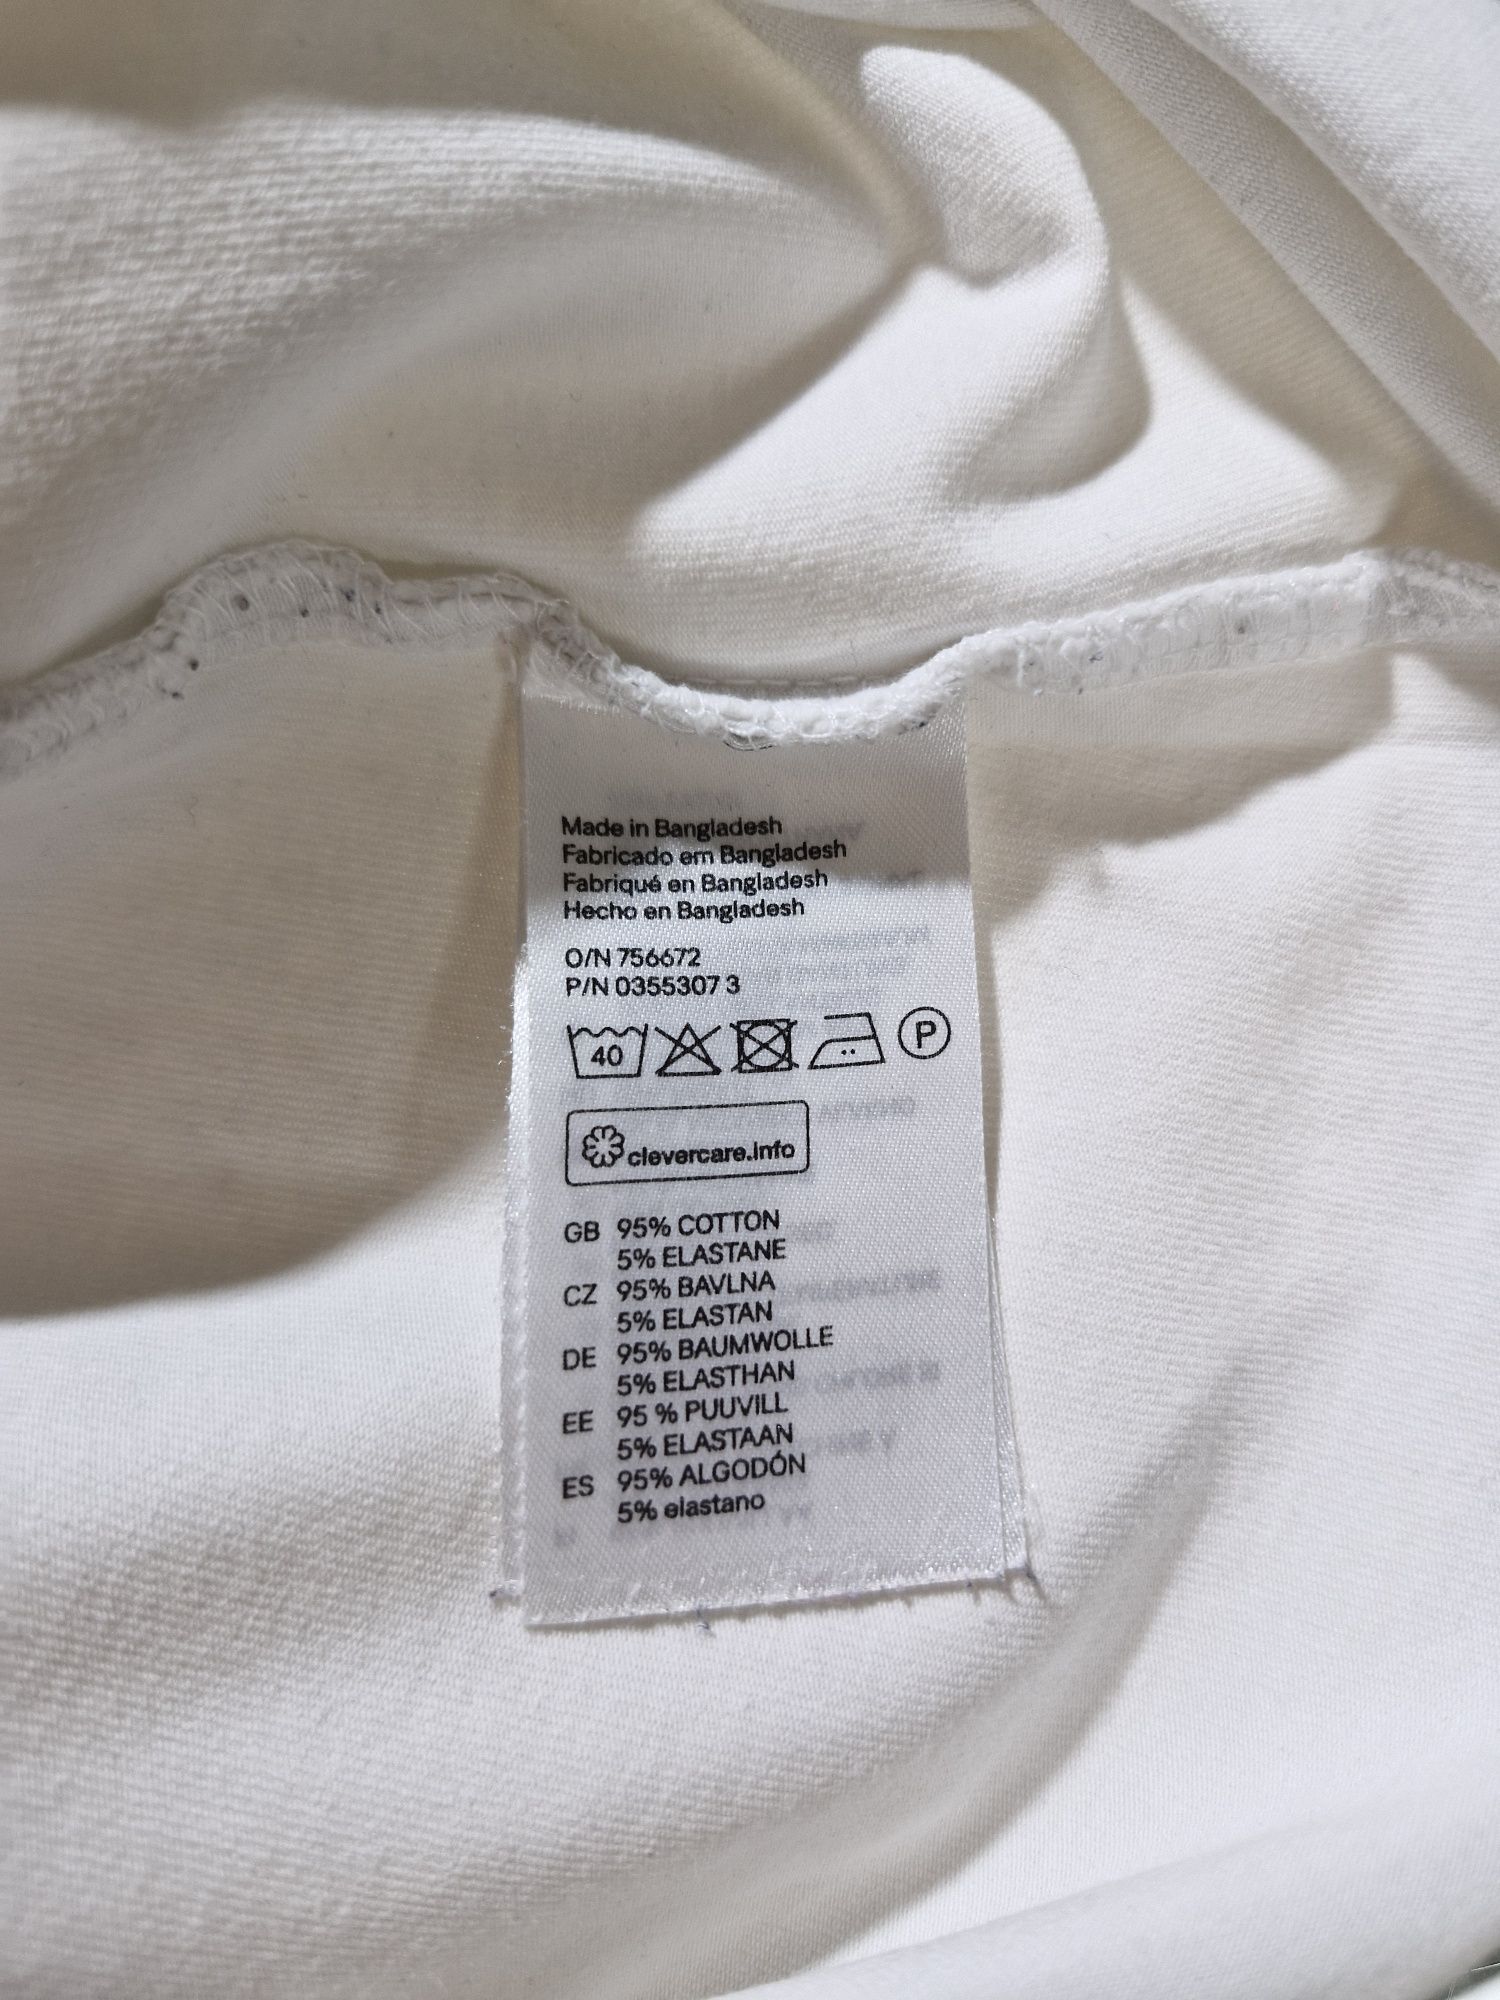 Made in Bangladesh
Fabricado em Bangladesh
Fabriqué en Bangladesh
Hecho en Bangladesh
O/N 756672
P/N 0355307 3
40 P
clevercare.info
GB 95% COTTON
5% ELASTANE
CZ 95% BAVLNA
5% ELASTAN
DE 95% BAUMWOLLE
5% ELASTHAN
EE 95 % PUUVILL
5% ELASTAAN
ES 95% ALGODÓN
5% elastano